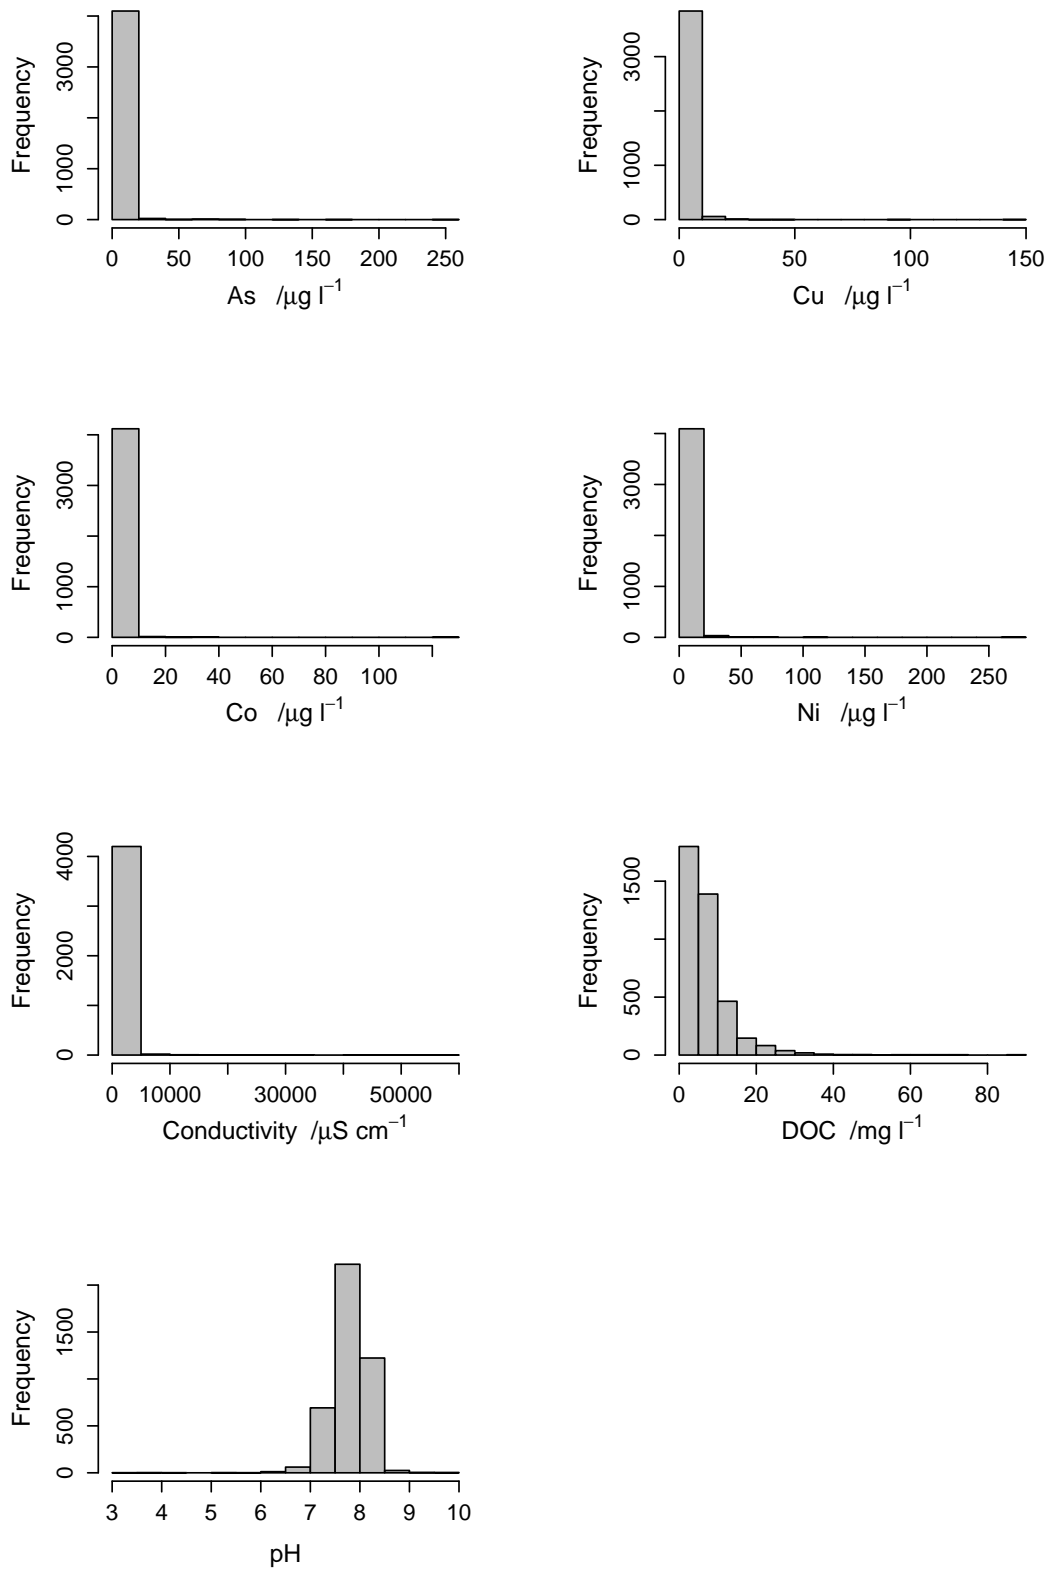 Frequency
0 1000 3000
0 50 100 150 200 250
As /μg l⁻¹
Frequency
0 1000 3000
0 50 100 150
Cu /μg l⁻¹
Frequency
0 1000 3000
0 20 40 60 80 100
Co /μg l⁻¹
Frequency
0 1000 3000
0 50 100 150 200 250
Ni /μg l⁻¹
Frequency
0 2000 4000
0 10000 30000 50000
Conductivity /μS cm⁻¹
Frequency
0 500 1500
0 20 40 60 80
DOC /mg l⁻¹
Frequency
0 500 1500
3 4 5 6 7 8 9 10
pH